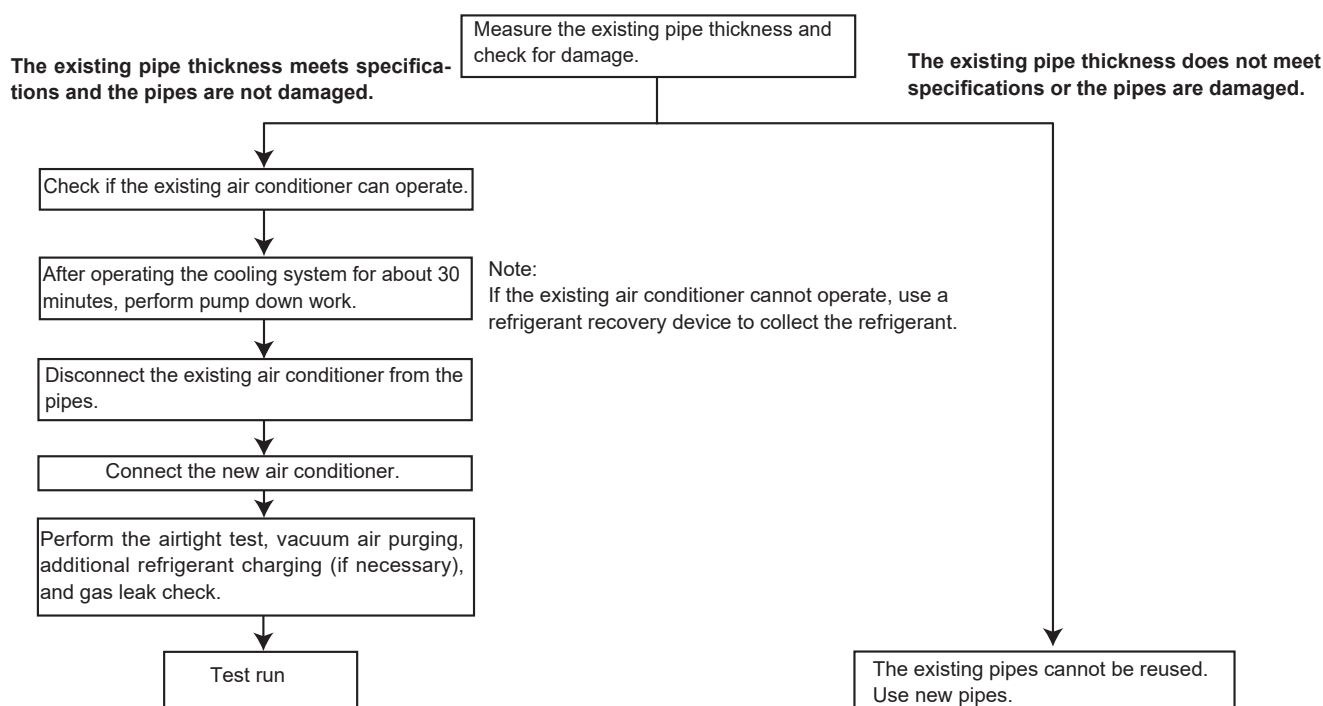 Measure the existing pipe thickness and
check for damage.
The existing pipe thickness meets specifica-
tions and the pipes are not damaged.
The existing pipe thickness does not meet
specifications or the pipes are damaged.
Check if the existing air conditioner can operate.
After operating the cooling system for about 30
minutes, perform pump down work.
Note:
If the existing air conditioner cannot operate, use a
refrigerant recovery device to collect the refrigerant.
Disconnect the existing air conditioner from the
pipes.
Connect the new air conditioner.
Perform the airtight test, vacuum air purging,
additional refrigerant charging (if necessary),
and gas leak check.
Test run
The existing pipes cannot be reused.
Use new pipes.